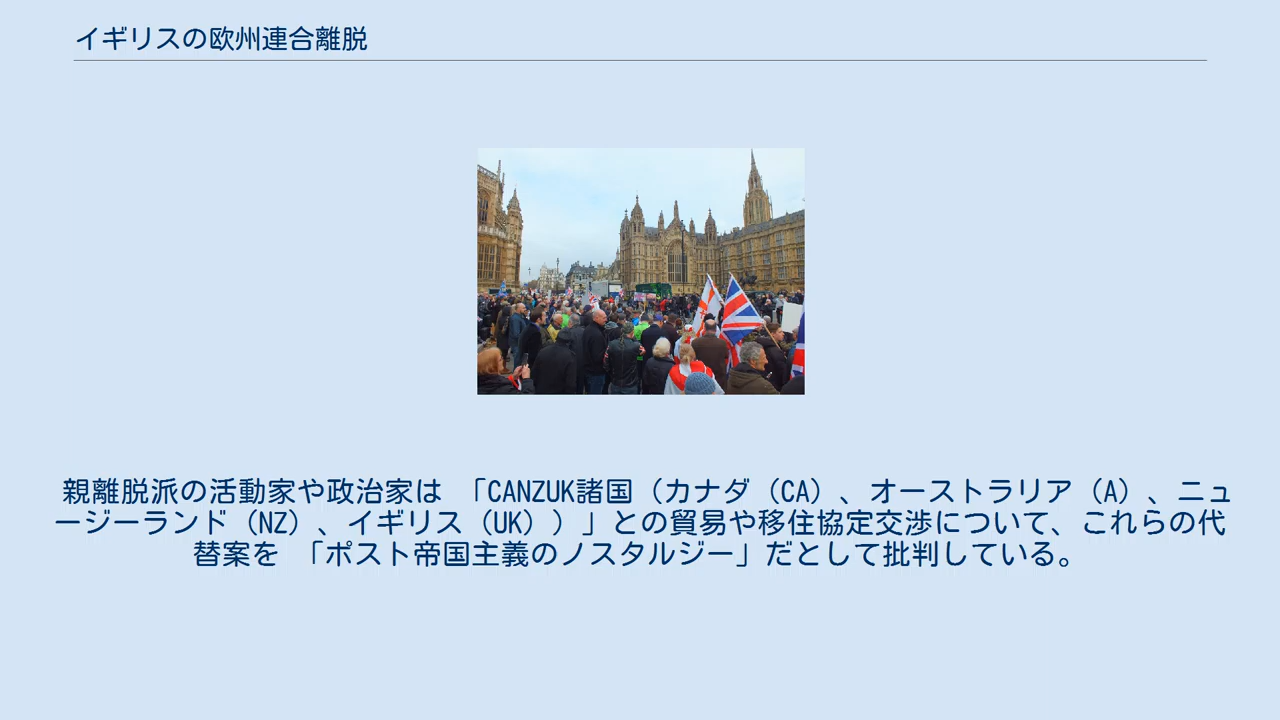 イギリスの欧州連合離脱
親離脱派の活動家や政治家は 「CANZUK諸国（カナダ（CA）、オーストラリア（A）、ニュ
ージーランド（NZ）、イギリス（UK））」との貿易や移住協定交渉について、これらの代
替案を 「ポスト帝国主義のノスタルジー」だとして批判している。